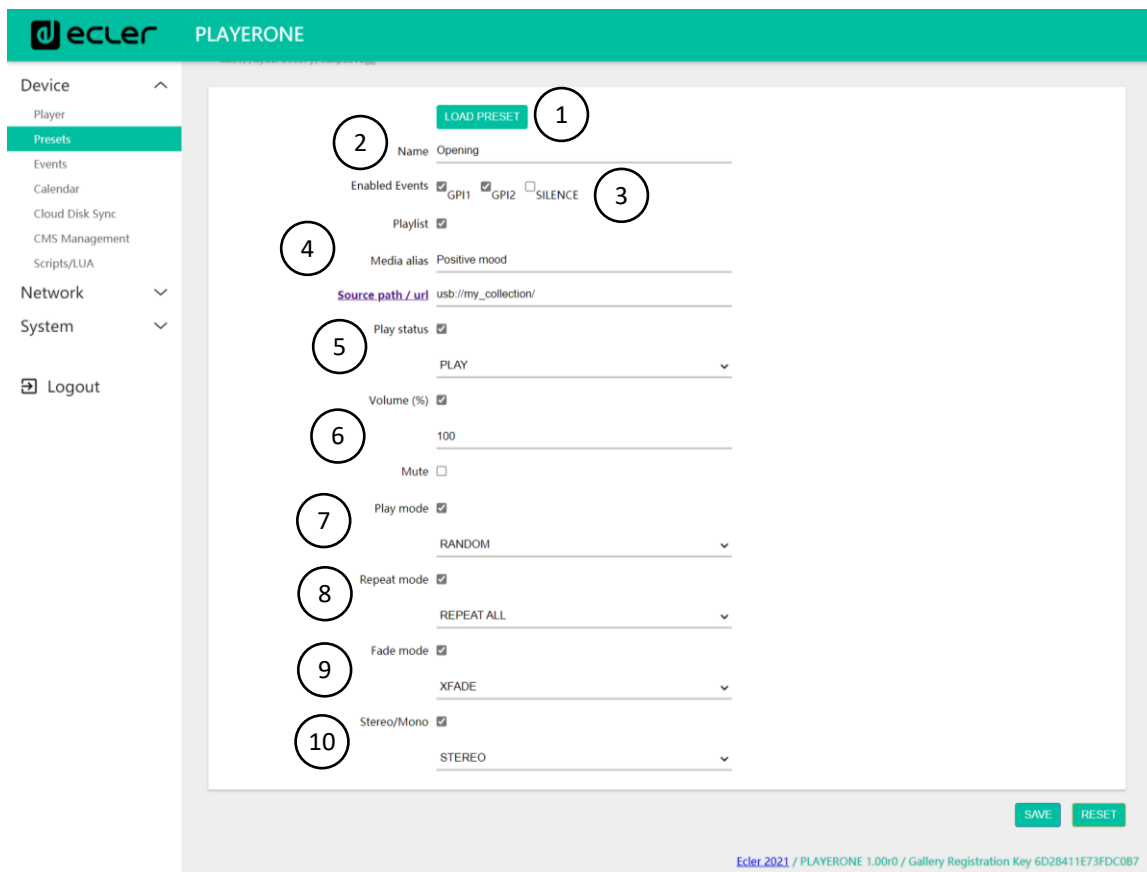 ecler PLAYERONE
Device
Player
Presets
Events
Calendar
Cloud Disk Sync
CMS Management
Scripts/LUA
Network
System
Logout
LOAD PRESET 1
2 Name Opening
Enabled Events GPI1 GPI2 SILENCE 3
Playlist
4
Media alias Positive mood
Source path / url usb://my_collection/
5 Play status
PLAY
Volume (%)
6 100
Mute
7 Play mode
RANDOM
8 Repeat mode
REPEAT ALL
9 Fade mode
XFADE
10 Stereo/Mono
STEREO
SAVE RESET
Ecler 2021 / PLAYERONE 1.00r0 / Gallery Registration Key 6D28411E73FDC0B7